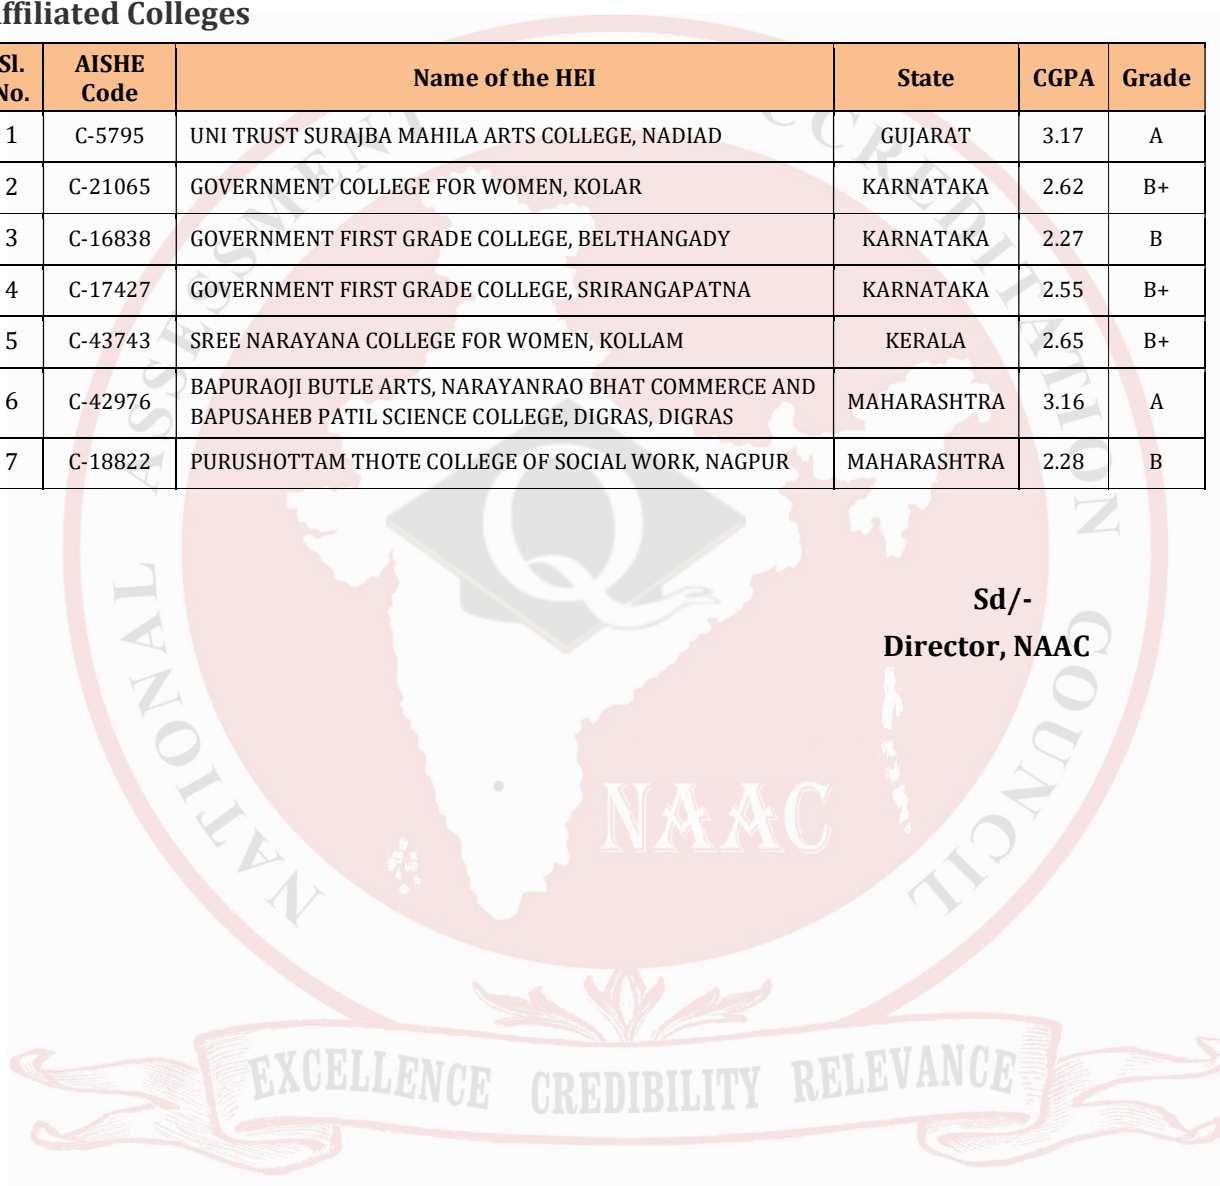 ffiliated Colleges
Sl. No. AISHE Code Name of the HEI State CGPA Grade
1 C-5795 UNI TRUST SURAJBA MAHILA ARTS COLLEGE, NADIAD GUJARAT 3.17 A
2 C-21065 GOVERNMENT COLLEGE FOR WOMEN, KOLAR KARNATAKA 2.62 B+
3 C-16838 GOVERNMENT FIRST GRADE COLLEGE, BELTHANGADY KARNATAKA 2.27 B
4 C-17427 GOVERNMENT FIRST GRADE COLLEGE, SRIRANGAPATNA KARNATAKA 2.55 B+
5 C-43743 SREE NARAYANA COLLEGE FOR WOMEN, KOLLAM KERALA 2.65 B+
6 C-42976 BAPURAOJI BUTLE ARTS, NARAYANRAO BHAT COMMERCE AND
BAPUSAHEB PATIL SCIENCE COLLEGE, DIGRAS, DIGRAS MAHARASHTRA 3.16 A
7 C-18822 PURUSHOTTAM THOTE COLLEGE OF SOCIAL WORK, NAGPUR MAHARASHTRA 2.28 B
Sd/-
Director, NAAC
NATIONAL ASSESSMENT ACCREDITATION COUNCIL
Q
NAAC
EXCELLENCE CREDIBILITY RELEVANCE